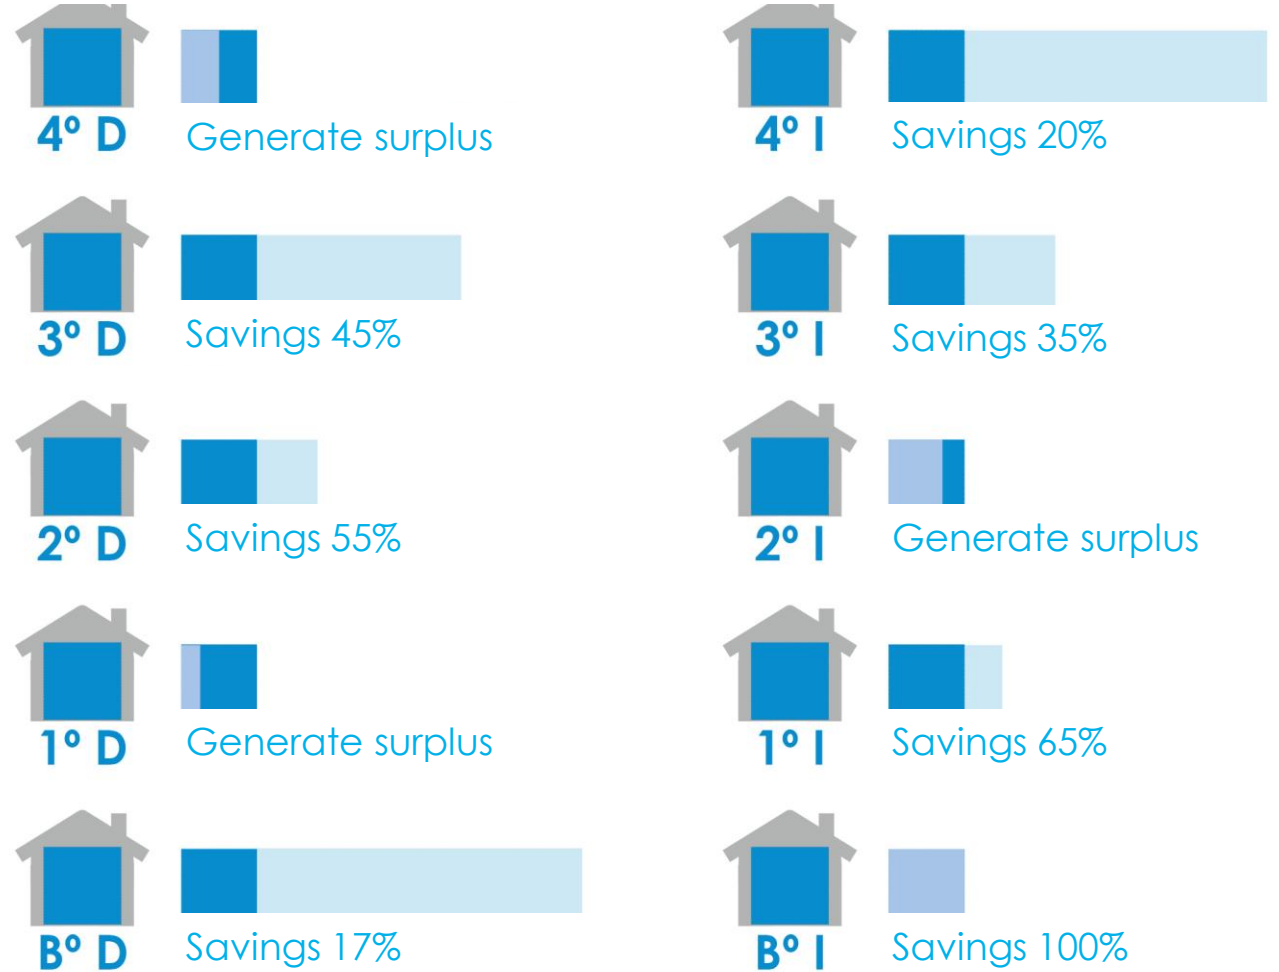 4º D
Generate surplus
4º I
Savings 20%
3º D
Savings 45%
3º I
Savings 35%
2º D
Savings 55%
2º I
Generate surplus
1º D
Generate surplus
1º I
Savings 65%
Bº D
Savings 17%
Bº I
Savings 100%